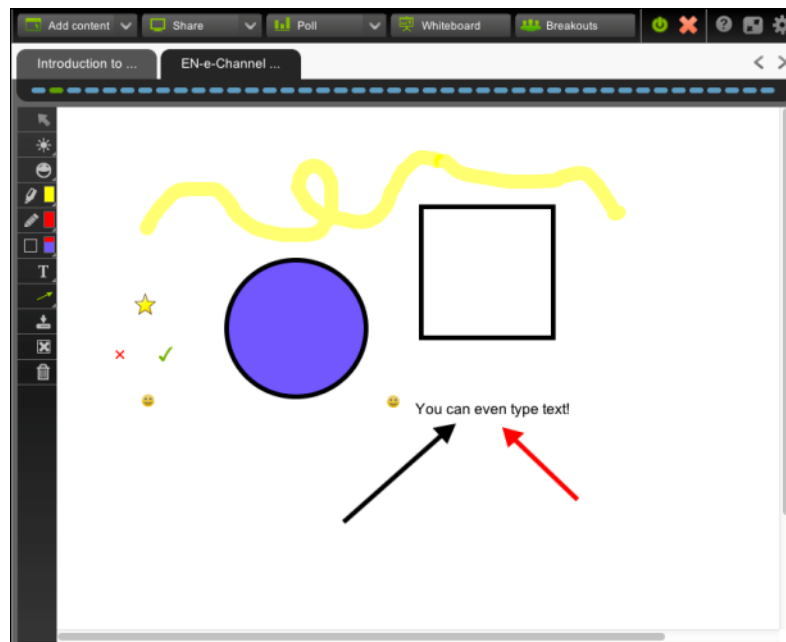 Add content
Share
Poll
Whiteboard
Breakouts
Introduction to ...
EN-e-Channel ...
T
You can even type text!